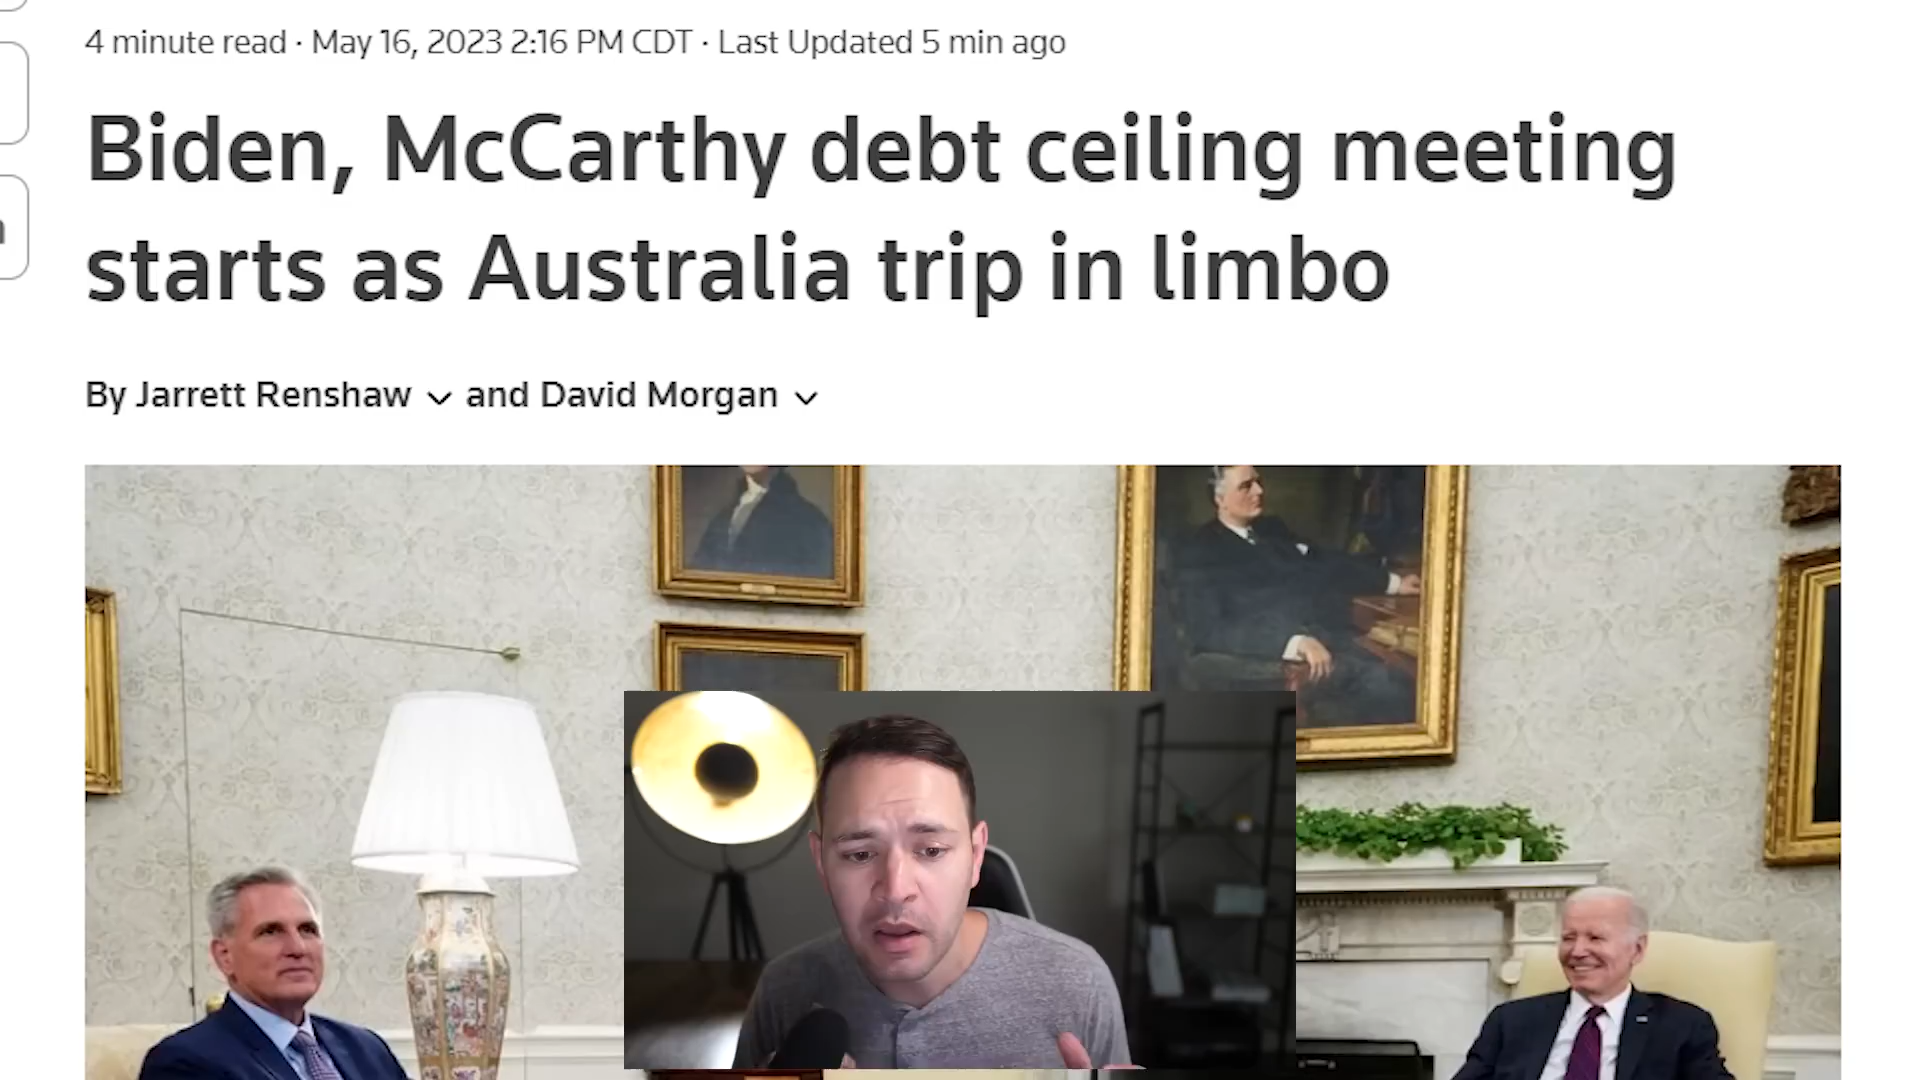 4 minute read · May 16, 2023 2:16 PM CDT · Last Updated 5 min ago
Biden, McCarthy debt ceiling meeting
starts as Australia trip in limbo
By Jarrett Renshaw and David Morgan